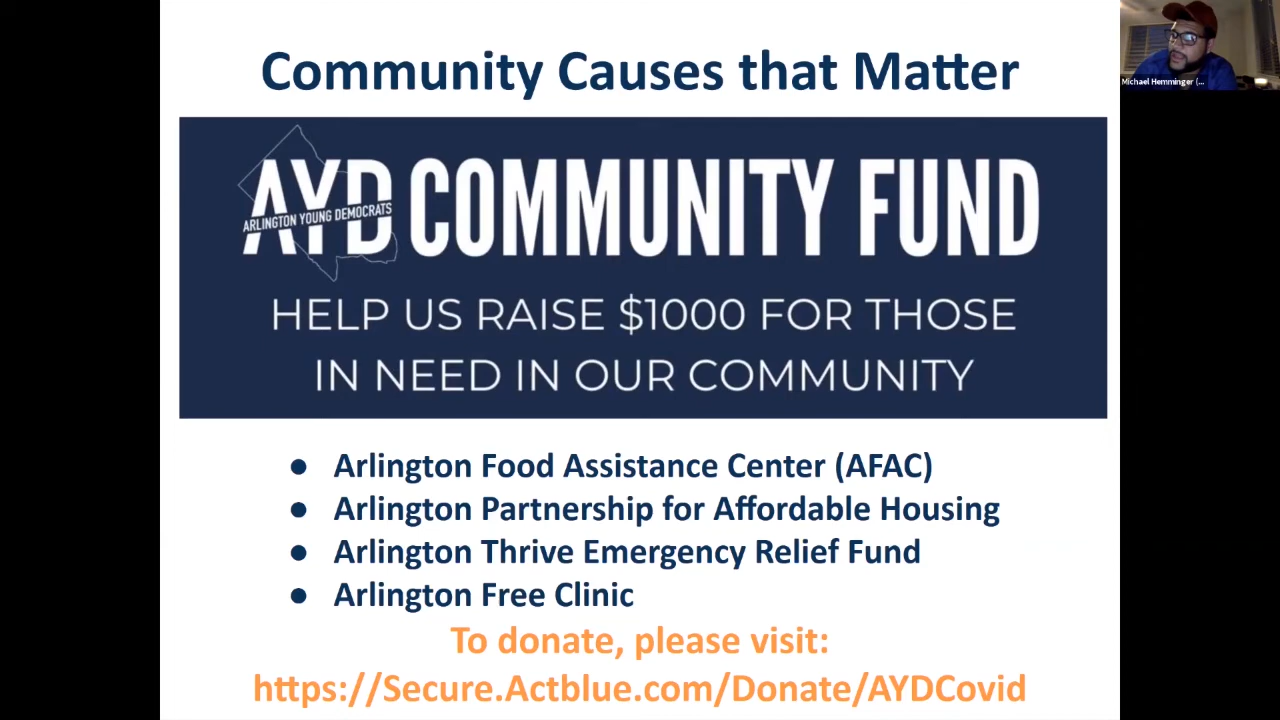 Community Causes that Matter
Michael Hemminger (...
AYD COMMUNITY FUND
ARLINGTON YOUNG DEMOCRATS
HELP US RAISE $1000 FOR THOSE
IN NEED IN OUR COMMUNITY
● Arlington Food Assistance Center (AFAC)
● Arlington Partnership for Affordable Housing
● Arlington Thrive Emergency Relief Fund
● Arlington Free Clinic
To donate, please visit:
https://Secure.Actblue.com/Donate/AYDCovid